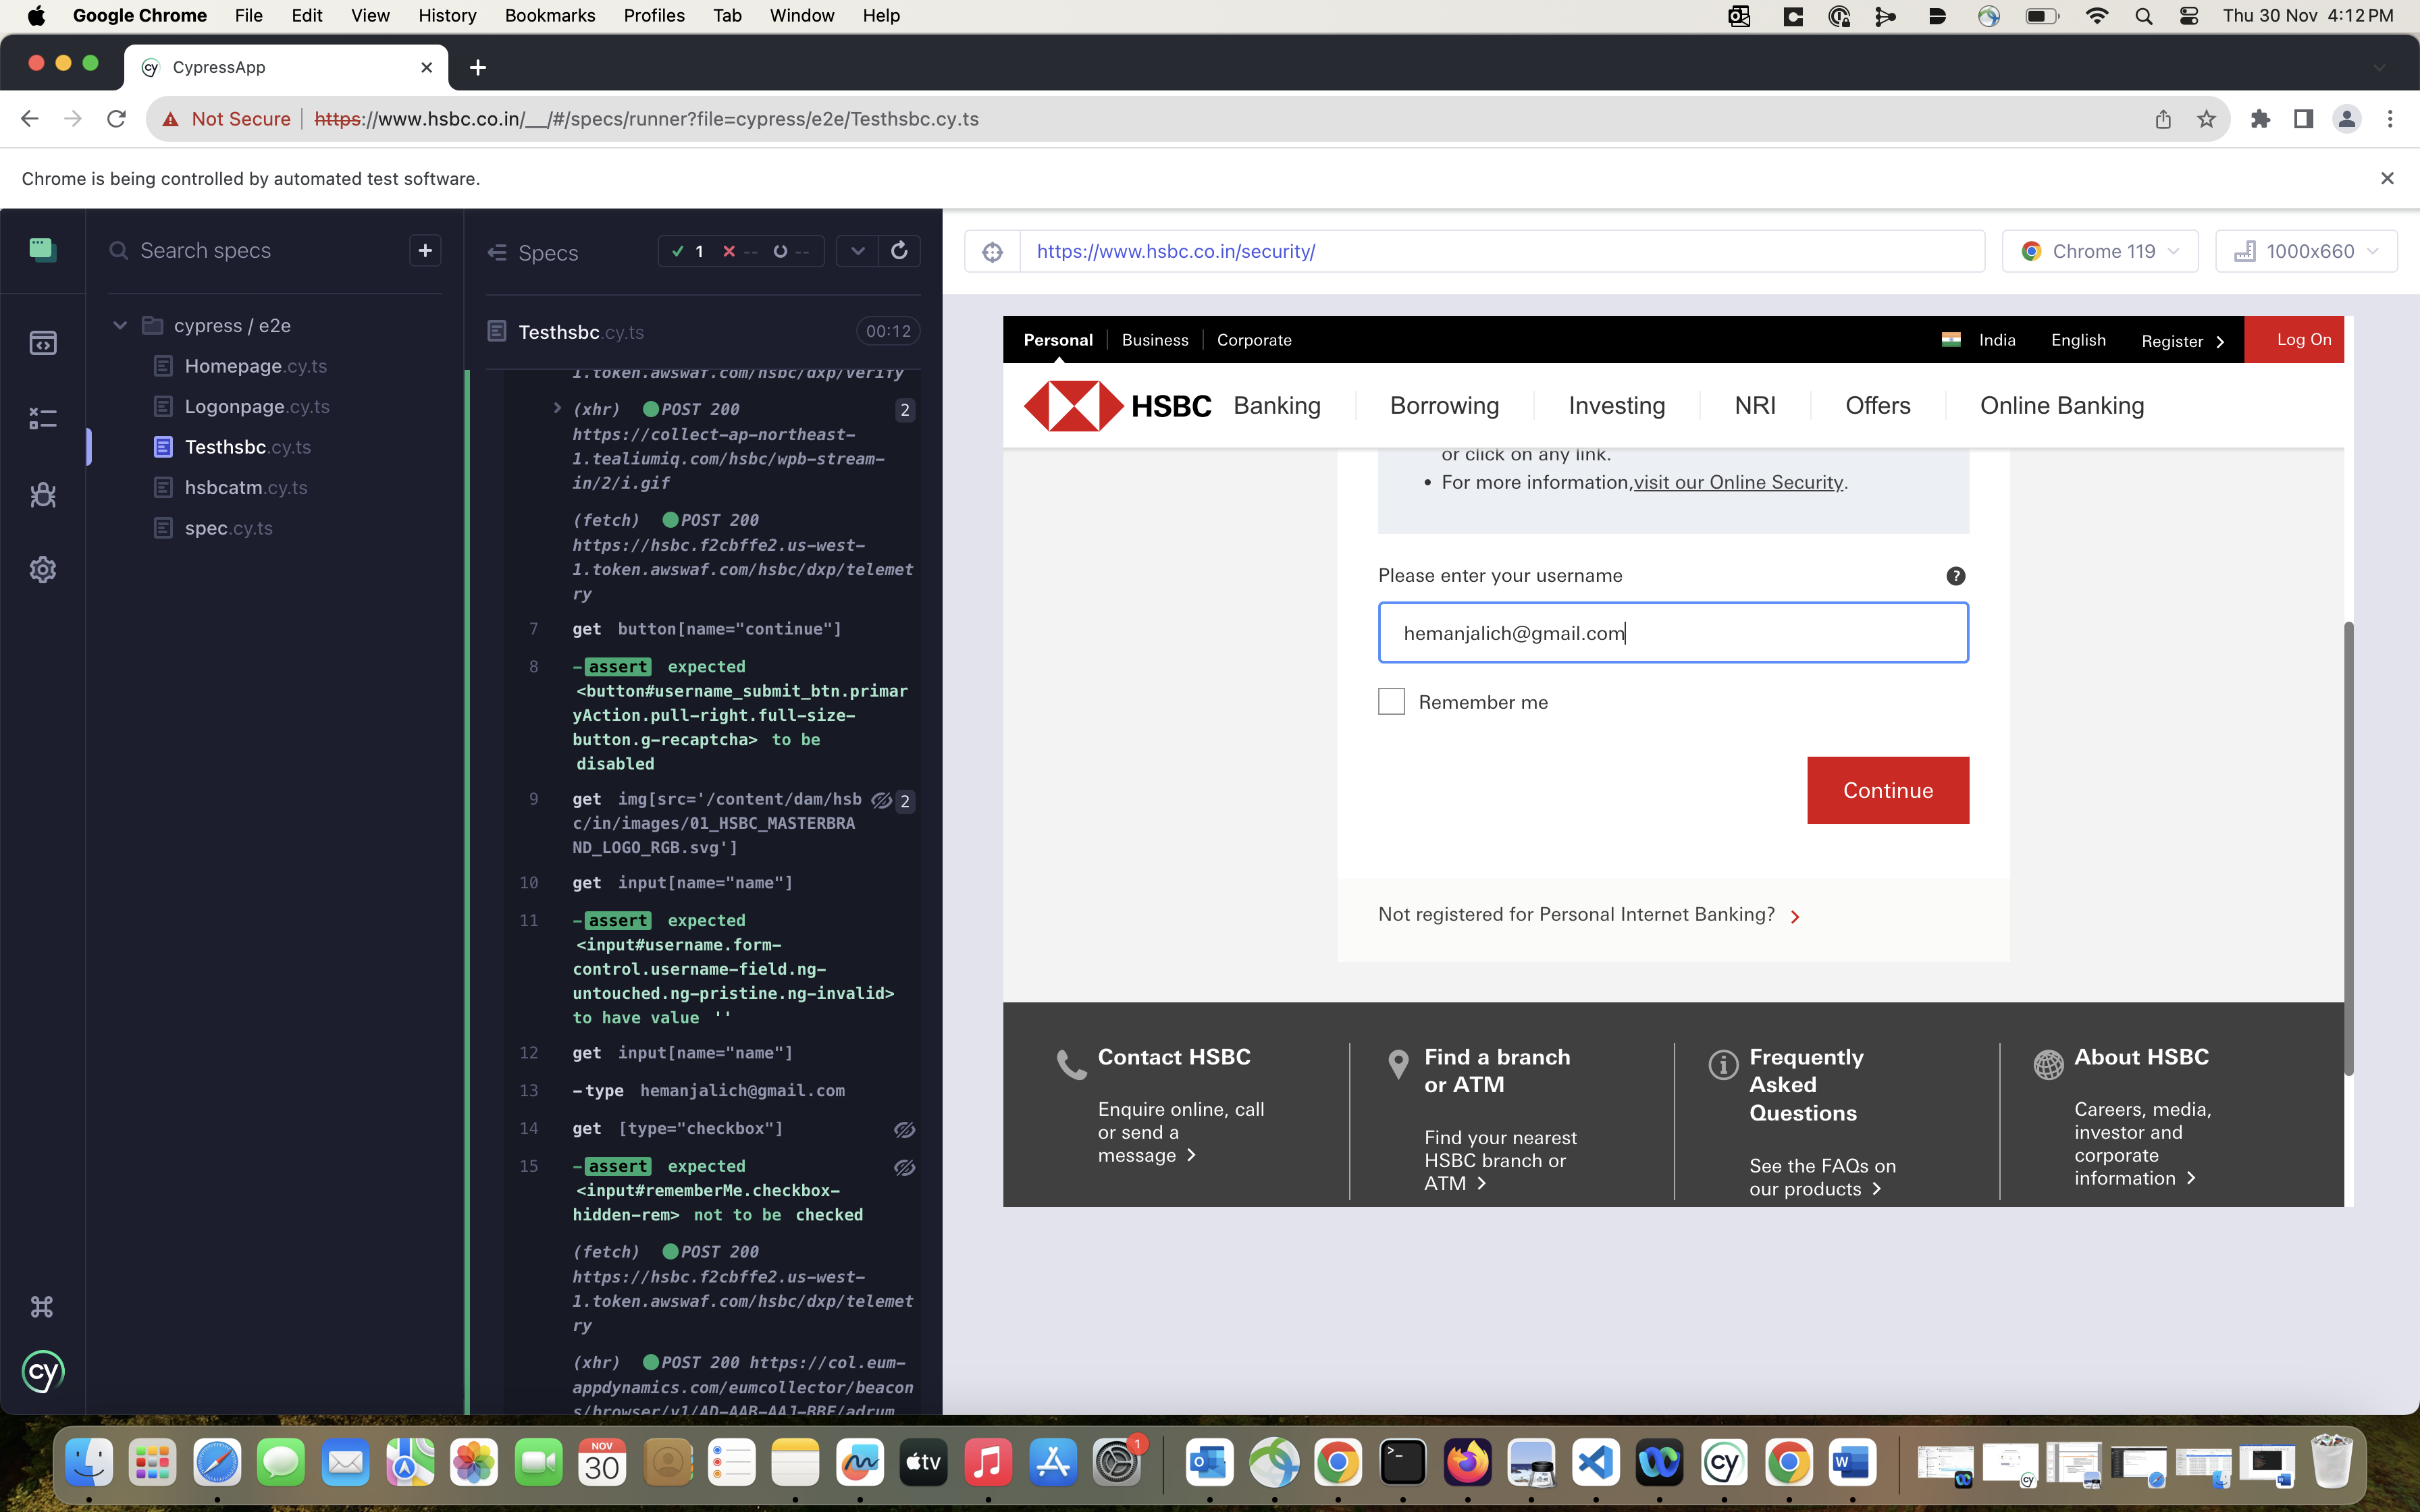 Google Chrome File Edit View History Bookmarks Profiles Tab Window Help Thu 30 Nov 4:12 PM
CypressApp
Not Secure https://www.hsbc.co.in/__/#/specs/runner?file=cypress/e2e/Testhsbc.cy.ts
Chrome is being controlled by automated test software.
Search specs
cypress / e2e
Homepage.cy.ts
Logonpage.cy.ts
Testhsbc.cy.ts
hsbcatm.cy.ts
spec.cy.ts
cy
Specs 1 -- --
Testhsbc.cy.ts 00:12
1.token.awswaf.com/hsbc/dxp/verify
(xhr) POST 200 2
https://collect-ap-northeast-
1.tealiumiq.com/hsbc/wpb-stream-
in/2/i.gif
(fetch) POST 200
https://hsbc.f2cbffe2.us-west-
1.token.awswaf.com/hsbc/dxp/telemet
ry
7 get button[name="continue"]
8 -assert expected
<button#username_submit_btn.primar
yAction.pull-right.full-size-
button.g-recaptcha> to be
disabled
9 get img[src='/content/dam/hsb 2
c/in/images/01_HSBC_MASTERBRA
ND_LOGO_RGB.svg']
10 get input[name="name"]
11 -assert expected
<input#username.form-
control.username-field.ng-
untouched.ng-pristine.ng-invalid>
to have value ''
12 get input[name="name"]
13 -type hemanjalich@gmail.com
14 get [type="checkbox"]
15 -assert expected
<input#rememberMe.checkbox-
hidden-rem> not to be checked
(fetch) POST 200
https://hsbc.f2cbffe2.us-west-
1.token.awswaf.com/hsbc/dxp/telemet
ry
(xhr) POST 200 https://col.eum-
appdynamics.com/eumcollector/beacon
s/browser/v1/AD-AAB-AAJ-BBF/adrum
https://www.hsbc.co.in/security/ Chrome 119 1000x660
Personal Business Corporate India English Register Log On
HSBC Banking Borrowing Investing NRI Offers Online Banking
or click on any link.
• For more information,visit our Online Security.
Please enter your username ?
hemanjalich@gmail.com
Remember me
Continue
Not registered for Personal Internet Banking?
Contact HSBC
Enquire online, call
or send a
message
Find a branch
or ATM
Find your nearest
HSBC branch or
ATM
Frequently
Asked
Questions
See the FAQs on
our products
About HSBC
Careers, media,
investor and
corporate
information
NOV
30
tv
1
cy